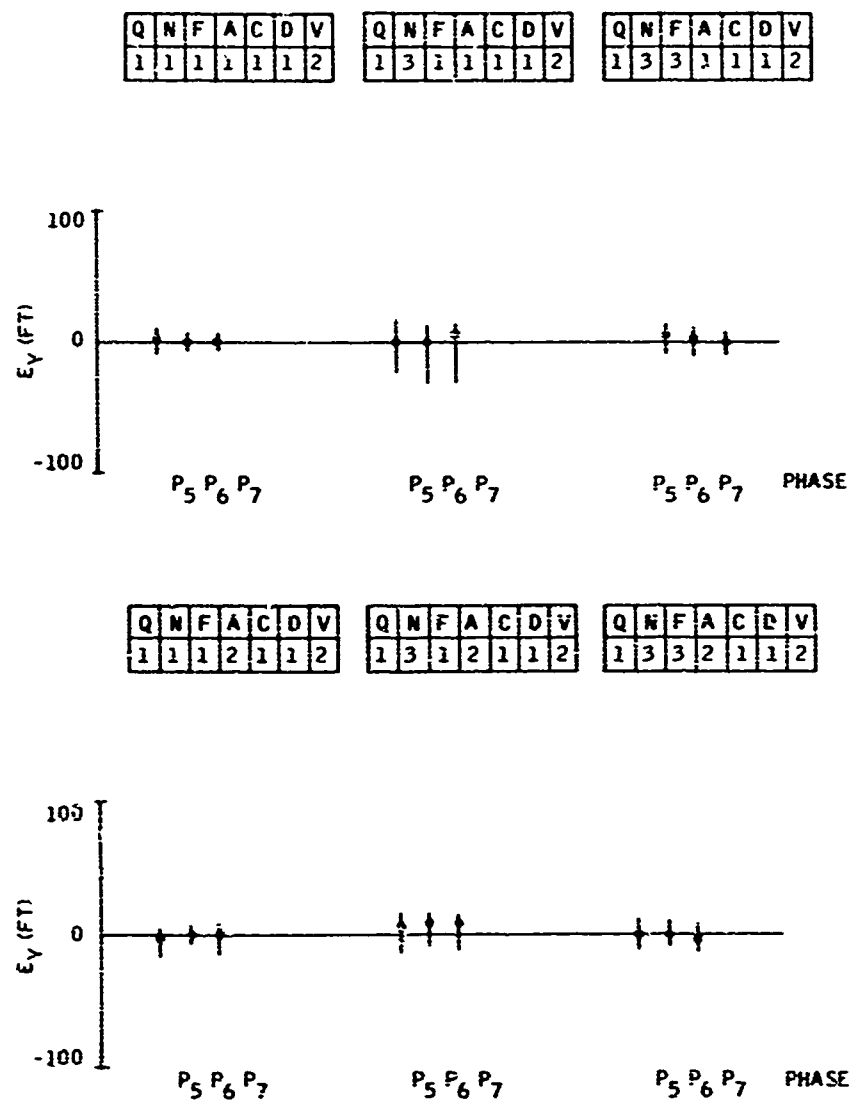 Q N F A C D V Q N F A C D V Q N F A C D V
1 1 1 1 1 1 2 1 3 1 1 1 1 2 1 3 3 1 1 1 2
100
0
εy (FT)
-100
P5 P6 P7 P5 P6 P7 P5 P6 P7 PHASE
Q N F A C D V Q N F A C D V Q N F A C D V
1 1 1 2 1 1 2 1 3 1 2 1 1 2 1 3 3 2 1 1 2
100
0
εy (FT)
-100
P5 P6 P7 P5 P6 P7 P5 P6 P7 PHASE